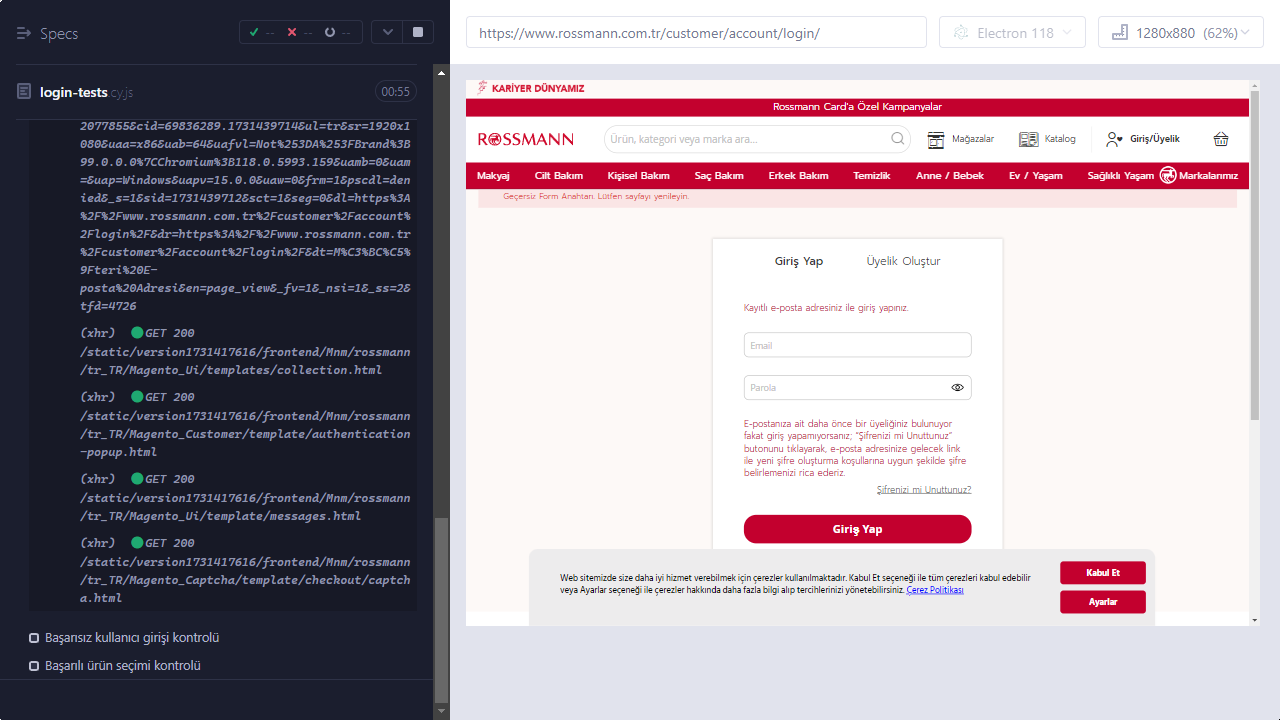 Specs
--
--
--
login-tests.cy.js
00:55
2077855&cid=69836289.1731439714&ul=tr&sr=1920x1
080&uaa=x86&uab=64&uafvl=Not%253DA%253FBrand%3B
99.0.0.0%7CChromium%3B118.0.5993.159&uamb=0&uam
=&uap=Windows&uapv=15.0.0&uaw=0&frm=1&pscdl=den
ied&_s=1&sid=1731439712&sct=1&seg=0&dl=https%3A
%2F%2Fwww.rossmann.com.tr%2Fcustomer%2Faccount%
2Flogin%2F&dr=https%3A%2F%2Fwww.rossmann.com.tr
%2Fcustomer%2Faccount%2Flogin%2F&dt=M%C3%BC%C5%
9Fteri%20E-
posta%20Adresi&en=page_view&_fv=1&_nsi=1&_ss=2&
tfd=4726
(xhr) GET 200
/static/version1731417616/frontend/Mnm/rossmann
/tr_TR/Magento_Ui/templates/collection.html
(xhr) GET 200
/static/version1731417616/frontend/Mnm/rossmann
/tr_TR/Magento_Customer/template/authentication
-popup.html
(xhr) GET 200
/static/version1731417616/frontend/Mnm/rossmann
/tr_TR/Magento_Ui/template/messages.html
(xhr) GET 200
/static/version1731417616/frontend/Mnm/rossmann
/tr_TR/Magento_Captcha/template/checkout/captch
a.html
Başarısız kullanıcı girişi kontrolü
Başarılı ürün seçimi kontrolü
https://www.rossmann.com.tr/customer/account/login/
Electron 118
1280x880 (62%)
KARİYER DÜNYAMIZ
Rossmann Card'a Özel Kampanyalar
ROSSMANN
Ürün, kategori veya marka ara...
Mağazalar
Katalog
Giriş/Üyelik
Makyaj Cilt Bakım Kişisel Bakım Saç Bakım Erkek Bakım Temizlik Anne / Bebek Ev / Yaşam Sağlıklı Yaşam Markalarımız
Geçersiz Form Anahtarı. Lütfen sayfayı yenileyin.
Giriş Yap
Üyelik Oluştur
Kayıtlı e-posta adresiniz ile giriş yapınız.
Email
Parola
E-postanıza ait daha önce bir üyeliğiniz bulunuyor
fakat giriş yapamıyorsanız; “Şifrenizi mi Unuttunuz”
butonunu tıklayarak, e-posta adresinize gelecek link
ile yeni şifre oluşturma koşullarına uygun şekilde şifre
belirlemenizi rica ederiz.
Şifrenizi mi Unuttunuz?
Giriş Yap
Web sitemizde size daha iyi hizmet verebilmek için çerezler kullanılmaktadır. Kabul Et seçeneği ile tüm çerezleri kabul edebilir
veya Ayarlar seçeneği ile çerezler hakkında daha fazla bilgi alıp tercihlerinizi yönetebilirsiniz. Çerez Politikası
Kabul Et
Ayarlar